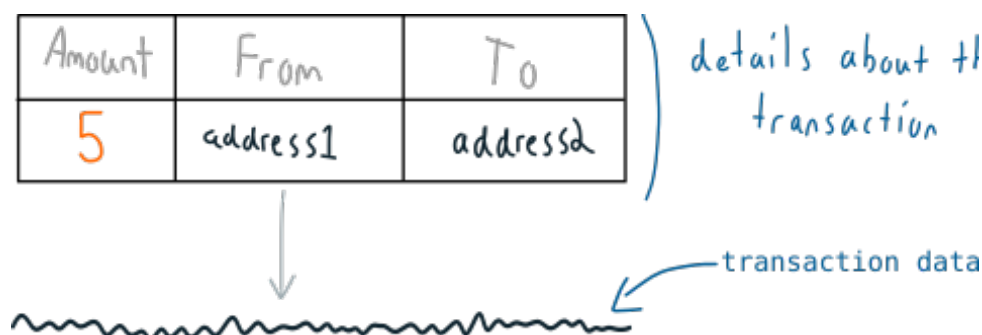 Amount From To
5 address1 address2
details about th
transaction
transaction data